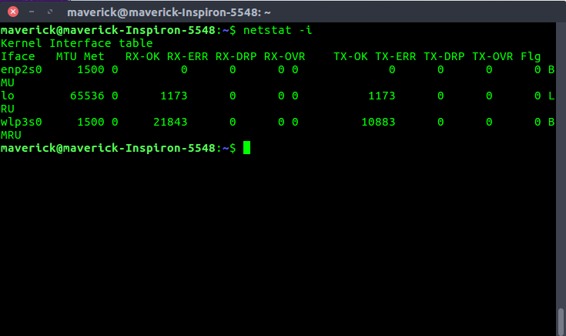 maverick@maverick-Inspiron-5548: ~
maverick@maverick-Inspiron-5548:~$ netstat -i
Kernel Interface table
Iface   MTU Met   RX-OK RX-ERR RX-DRP RX-OVR    TX-OK TX-ERR TX-DRP TX-OVR Flg
enp2s0     1500 0         0      0      0 0             0      0      0      0 B
MU
lo        65536 0      1173      0      0 0          1173      0      0      0 L
RU
wlp3s0     1500 0     21843      0      0 0         10883      0      0      0 B
MRU
maverick@maverick-Inspiron-5548:~$